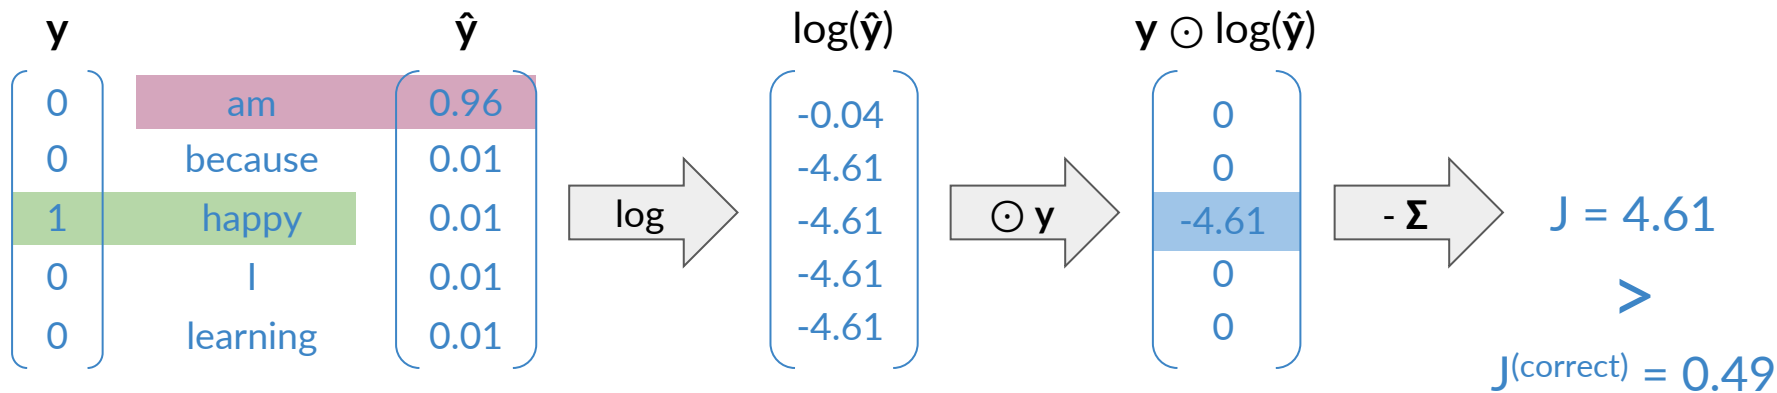 y ŷ log(ŷ) y ⊙ log(ŷ)
0 am 0.96 -0.04 0
0 because 0.01 -4.61 0
1 happy 0.01 log -4.61 ⊙ y -4.61 - Σ J = 4.61
0 I 0.01 -4.61 0 >
0 learning 0.01 -4.61 0
J(correct) = 0.49